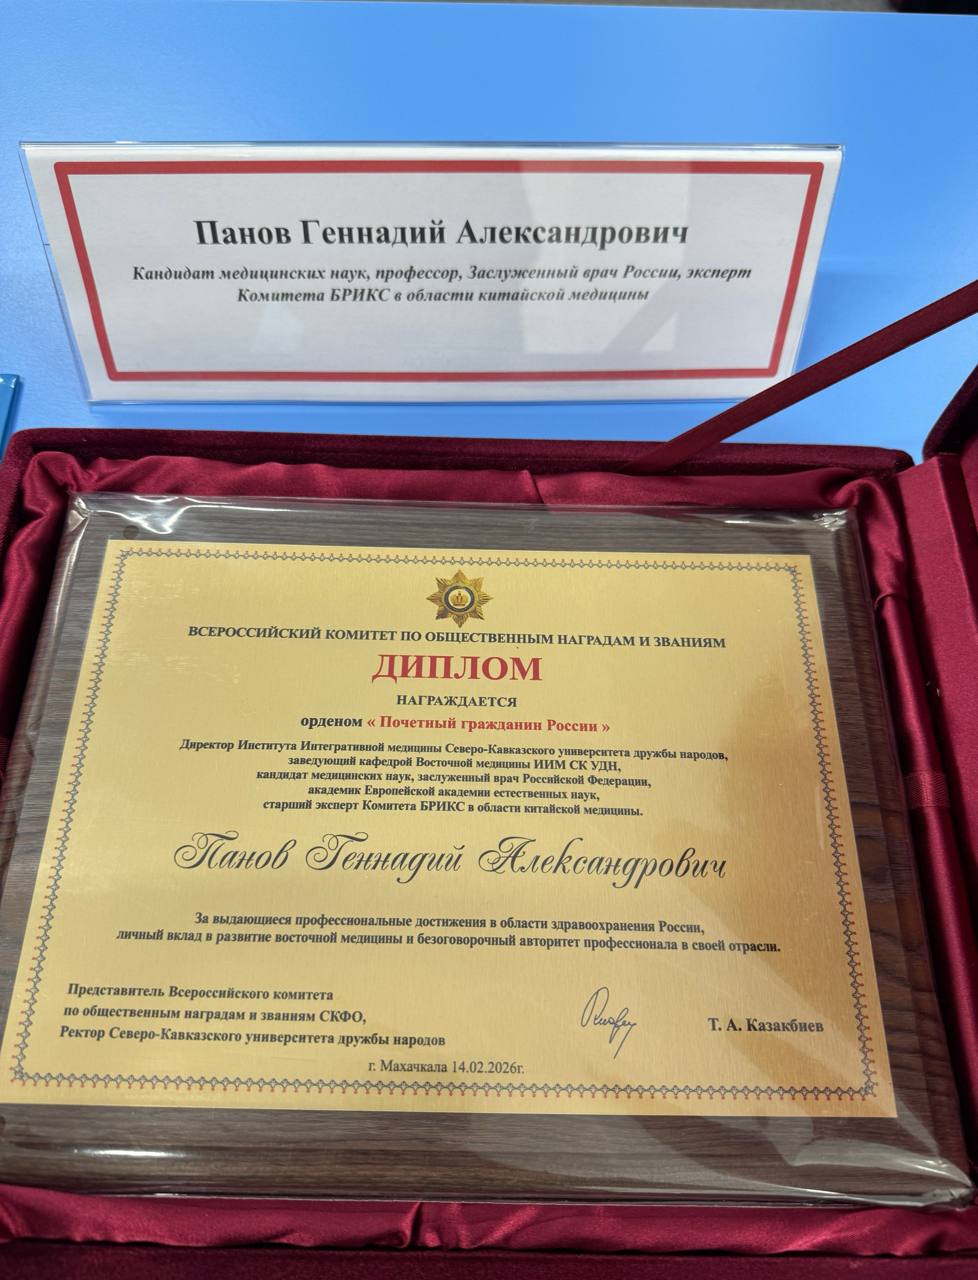 Панов Геннадий Александрович
Кандидат медицинских наук, профессор, Заслуженный врач России, эксперт
Комитета БРИКС в области китайской медицины
ВСЕРОССИЙСКИЙ КОМИТЕТ ПО ОБЩЕСТВЕННЫМ НАГРАДАМ И ЗВАНИЯМ
ДИПЛОМ
НАГРАЖДАЕТСЯ
орденом « Почетный гражданин России »
Директор Института Интегративной медицины Северо-Кавказского университета дружбы народов,
заведующий кафедрой Восточной медицины ИИМ СК УДН,
кандидат медицинских наук, заслуженный врач Российской Федерации,
академик Европейской академии естественных наук,
старший эксперт Комитета БРИКС в области китайской медицины.
Панов Геннадий Александрович
За выдающиеся профессиональные достижения в области здравоохранения России,
личный вклад в развитие восточной медицины и безоговорочный авторитет профессионала в своей отрасли.
Представитель Всероссийского комитета
по общественным наградам и званиям СКФО,
Ректор Северо-Кавказского университета дружбы народов
Т. А. Казакбиев
г. Махачкала 14.02.2026г.